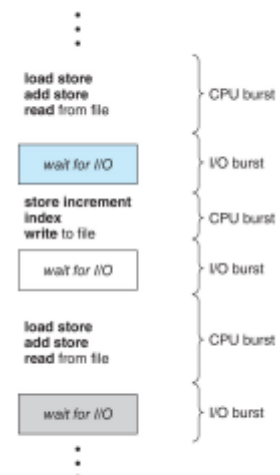 load store
add store
read from file
CPU burst
wait for I/O
I/O burst
store increment
index
write to file
CPU burst
wait for I/O
I/O burst
load store
add store
read from file
CPU burst
wait for I/O
I/O burst